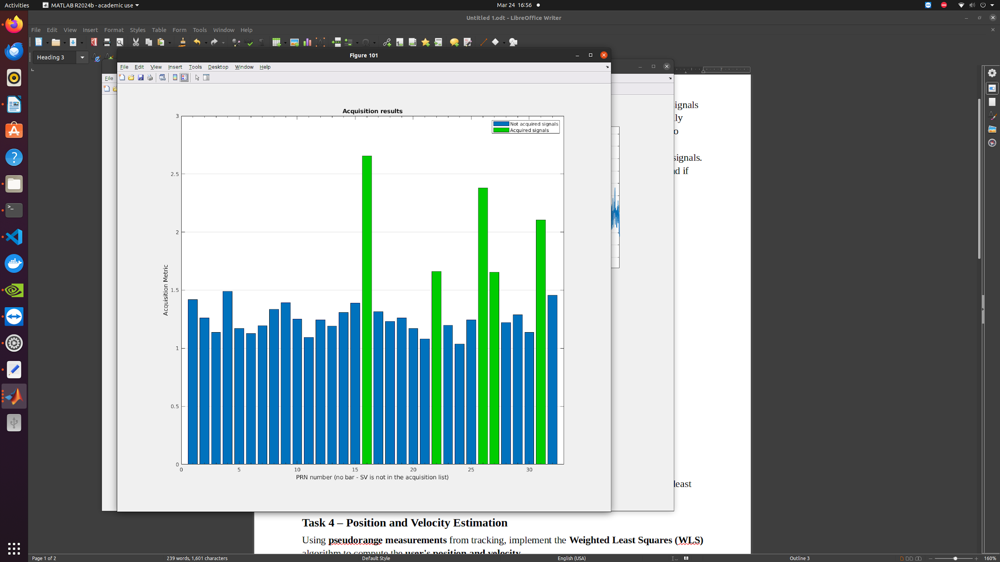 Activities MATLAB R2024b - academic use Mar 24 16:56
Untitled 1.odt - LibreOffice Writer
File Edit View Insert Format Styles Table Form Tools Window Help
Heading 3
Figure 101
File Edit View Insert Tools Desktop Window Help
File
7
Acquisition results
Not acquired signals
Acquired signals
3
2.5
2
1.5
1
0.5
0
Acquisition Metric
0 5 10 15 20 25 30
PRN number (no bar - SV is not in the acquisition list)
signals.
if
least
Task 4 – Position and Velocity Estimation
Using pseudorange measurements from tracking, implement the Weighted Least Squares (WLS)
algorithm to compute the user's position and velocity.
Page 1 of 2 239 words, 1,601 characters Default Style English (USA) Outline 3 160%